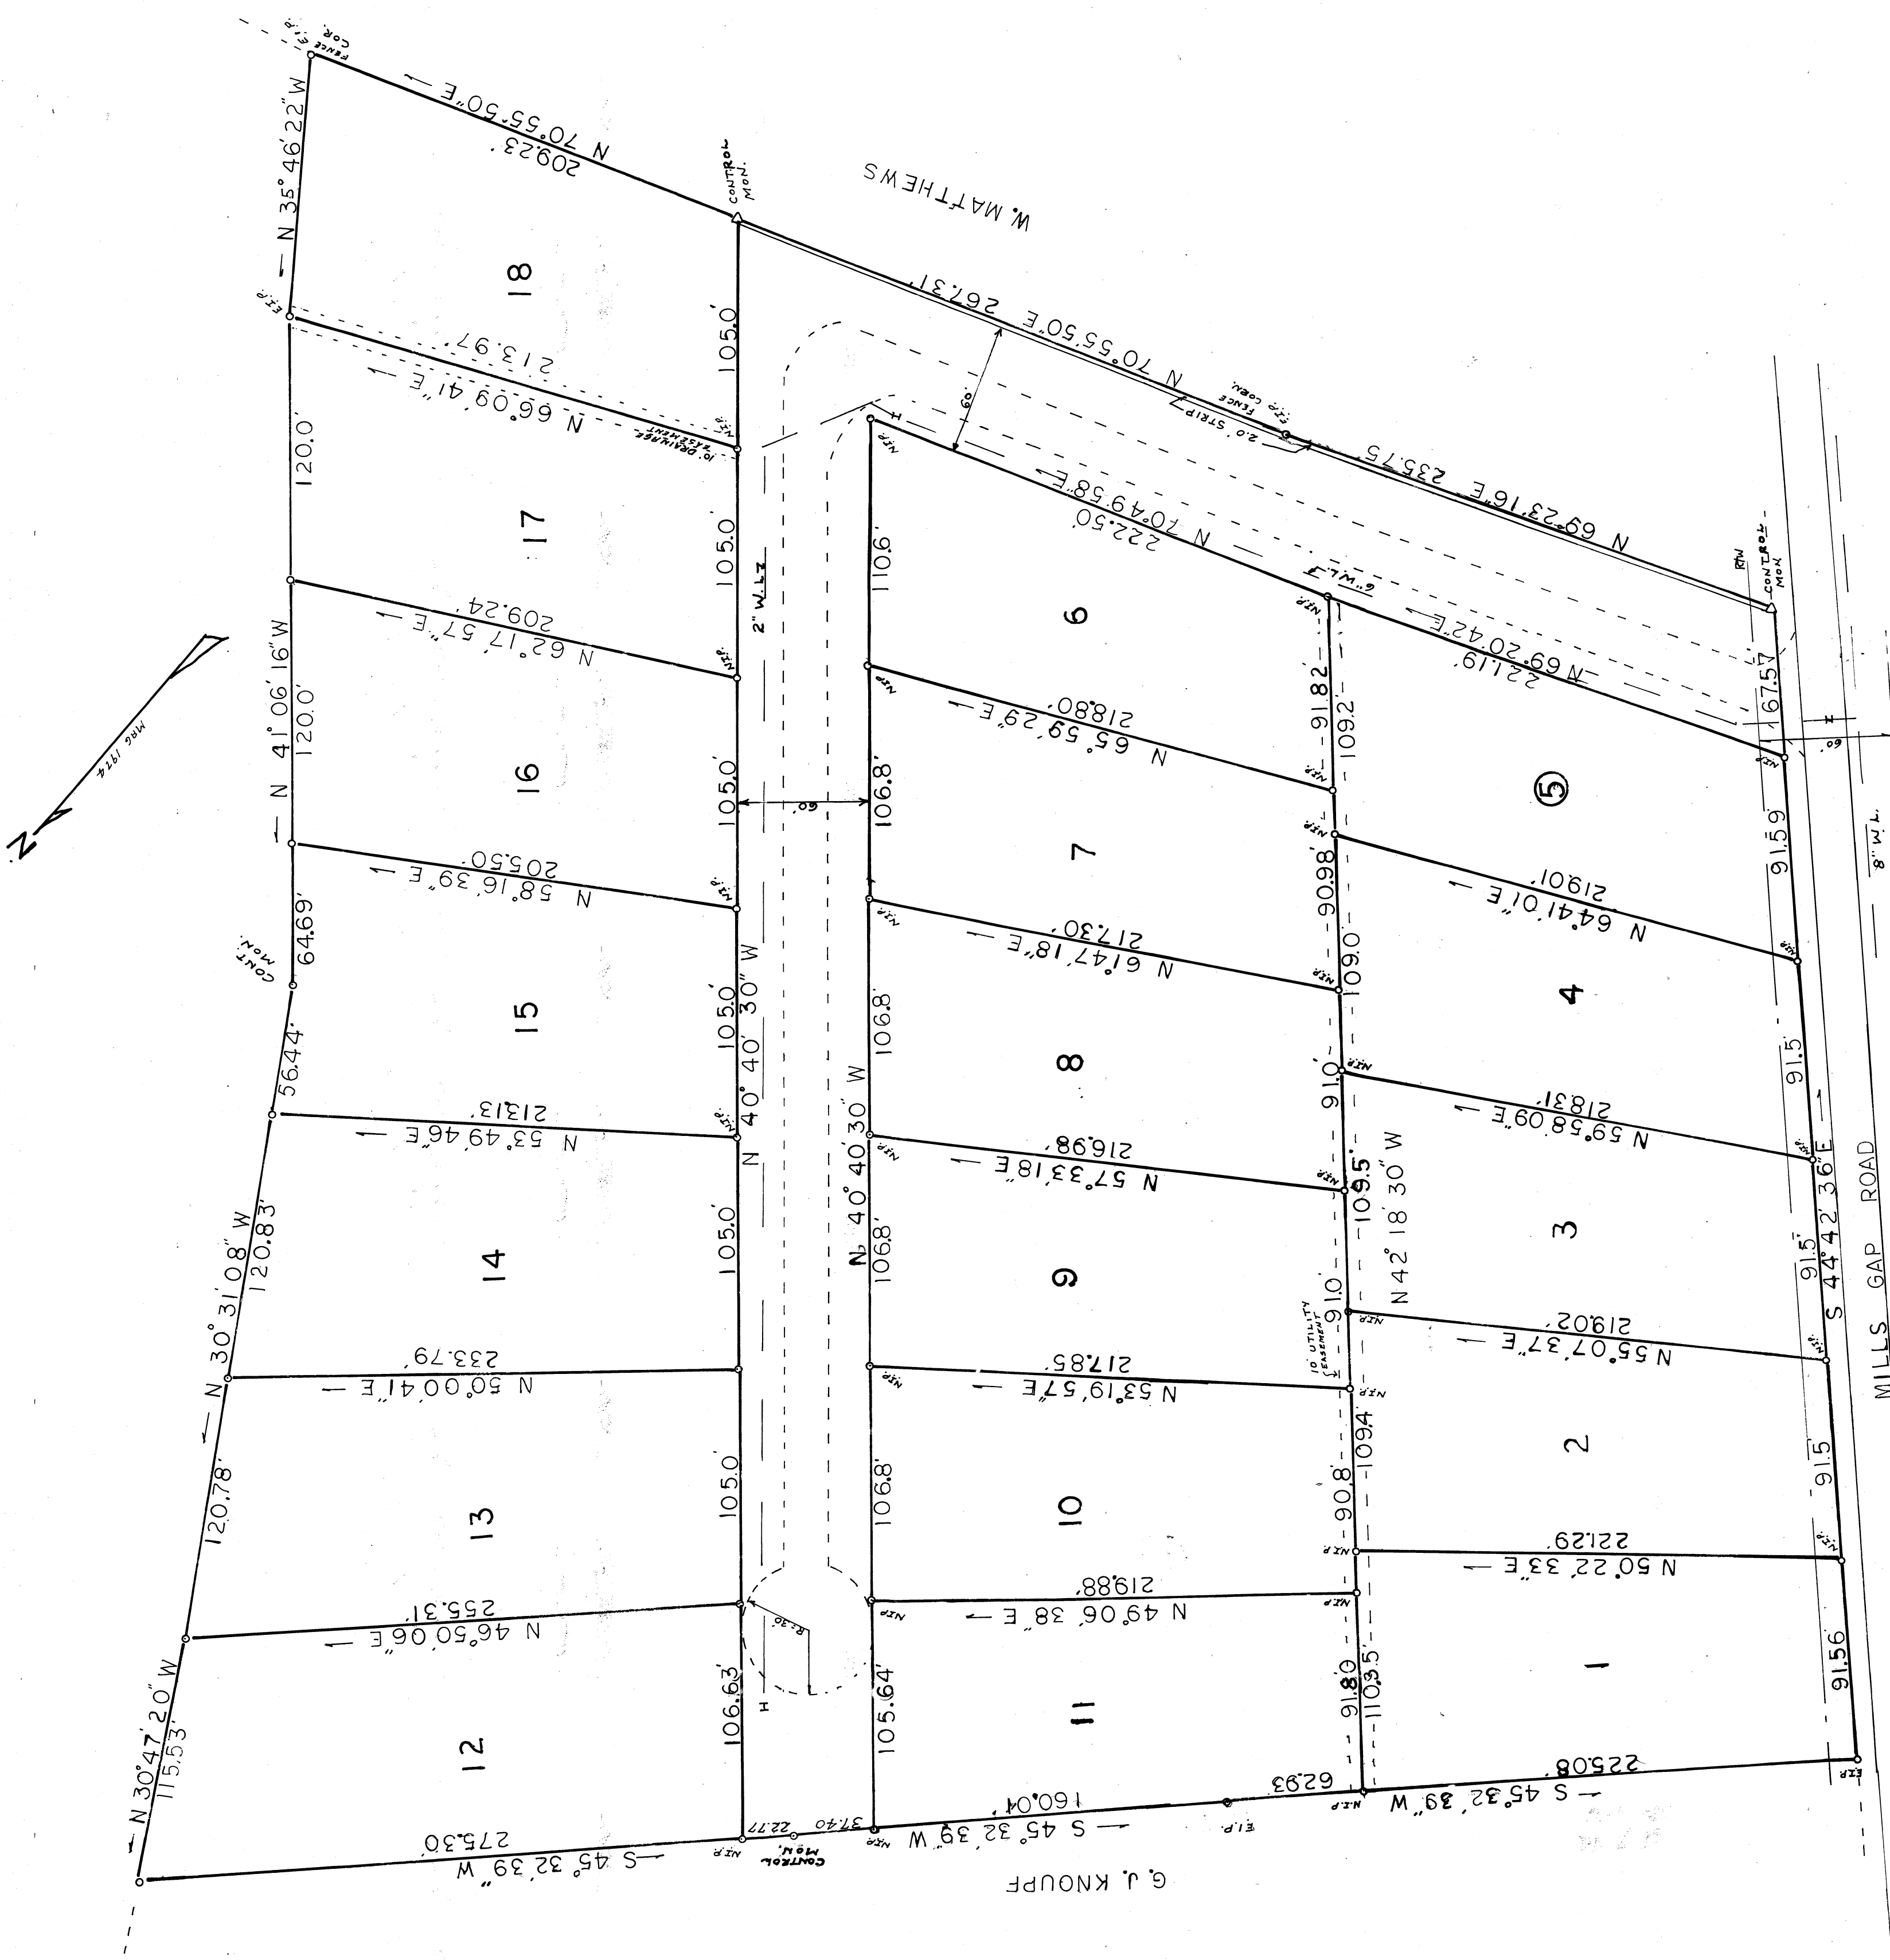 E.I.P.
FENCE
COR.
N 35° 46' 22" W
N 70° 55' 50" E
209.23'
18
CONTROL
MON.
W. MATTHEWS
E.I.P.
213.97'
N 66° 09' 41" E
10' DRAINAGE
EASEMENT
N.I.P.
105.0'
267.31'
N 70° 55' 50" E
60'
FENCE
E.I.P. CORN.
2.0' STRIP
235.75'
N 69° 23' 16" E
R/W
CONTROL
MON
67.57'
120.0'
17
105.0'
2" W.L.
H
N.I.P.
110.6'
6
N 70° 49' 58" E
222.50'
6" W.L.
N.I.P.
N 69° 20' 42" E
221.19'
N.I.P.
60'
H
8" W.L.
N 62° 17' 57" E
209.24'
N.I.P.
N 41° 06' 16" W
120.0'
16
105.0'
60'
N.I.P.
N 65° 59' 29" E
218.80'
N.I.P.
91.82'
109.2'
5
91.59
106.8'
7
90.98'
109.0'
N.I.P.
N 64° 41' 01" E
219.01'
N.I.P.
N
MAG 1974
N 58° 16' 39" E
205.50'
N.I.P.
64.69'
CONT
MON.
56.44'
15
105.0'
N 40° 40' 30" W
N.I.P.
N 61° 47' 18" E
217.30'
N.I.P.
106.8'
8
91.0'
4
91.5'
N.I.P.
N 59° 58' 09" E
218.31'
N.I.P.
N 53° 49' 46" E
213.13'
N.I.P.
N 40° 40' 30" W
N.I.P.
N 57° 33' 18" E
216.98'
N.I.P.
109.5'
N 42° 18' 30" W
3
91.5'
S 44° 42' 36" E
MILLS GAP ROAD
N 30° 31' 08" W
120.83'
14
105.0'
106.8'
9
91.0'
10' UTILITY
EASEMENT
N.I.P.
N 55° 07' 37" E
219.02'
N.I.P.
N 50° 00' 41" E
233.79'
N.I.P.
N 53° 19' 57" E
217.85'
N.I.P.
120.78'
13
105.0'
106.8'
10
90.8'
109.4'
2
91.5'
N 46° 50' 06" E
255.31'
R=30'
N.I.P.
N 49° 06' 38" E
219.88'
N.I.P.
N.I.P.
N 50° 22' 33" E
221.29'
N.I.P.
N 30° 47' 20" W
115.53'
12
106.63'
H
105.64'
11
91.80'
110.35'
1
91.56'
S 45° 32' 39" W
275.30'
N.I.P.
22.77
CONTROL
MON.
37.40
N.I.P.
S 45° 32' 39" W
160.04'
E.I.P.
62.93
N.I.P.
S 45° 32' 39" W
225.08'
E.I.P.
G. J. KNOUPF